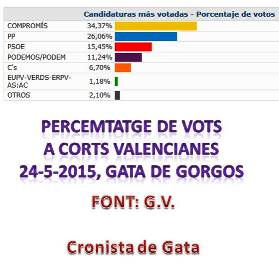 Candidaturas más votadas - Porcentaje de votos
COMPROMÍS 34,37%
PP 26,06%
PSOE 15,45%
PODEMOS/PODEM 11,24%
C's 6,70%
EUPV-VERDS-ERPV-
AS:AC 1,18%
OTROS 2,10%
PERCEMTATGE DE VOTS
A CORTS VALENCIANES
24-5-2015, GATA DE GORGOS
FONT: G.V.
Cronista de Gata